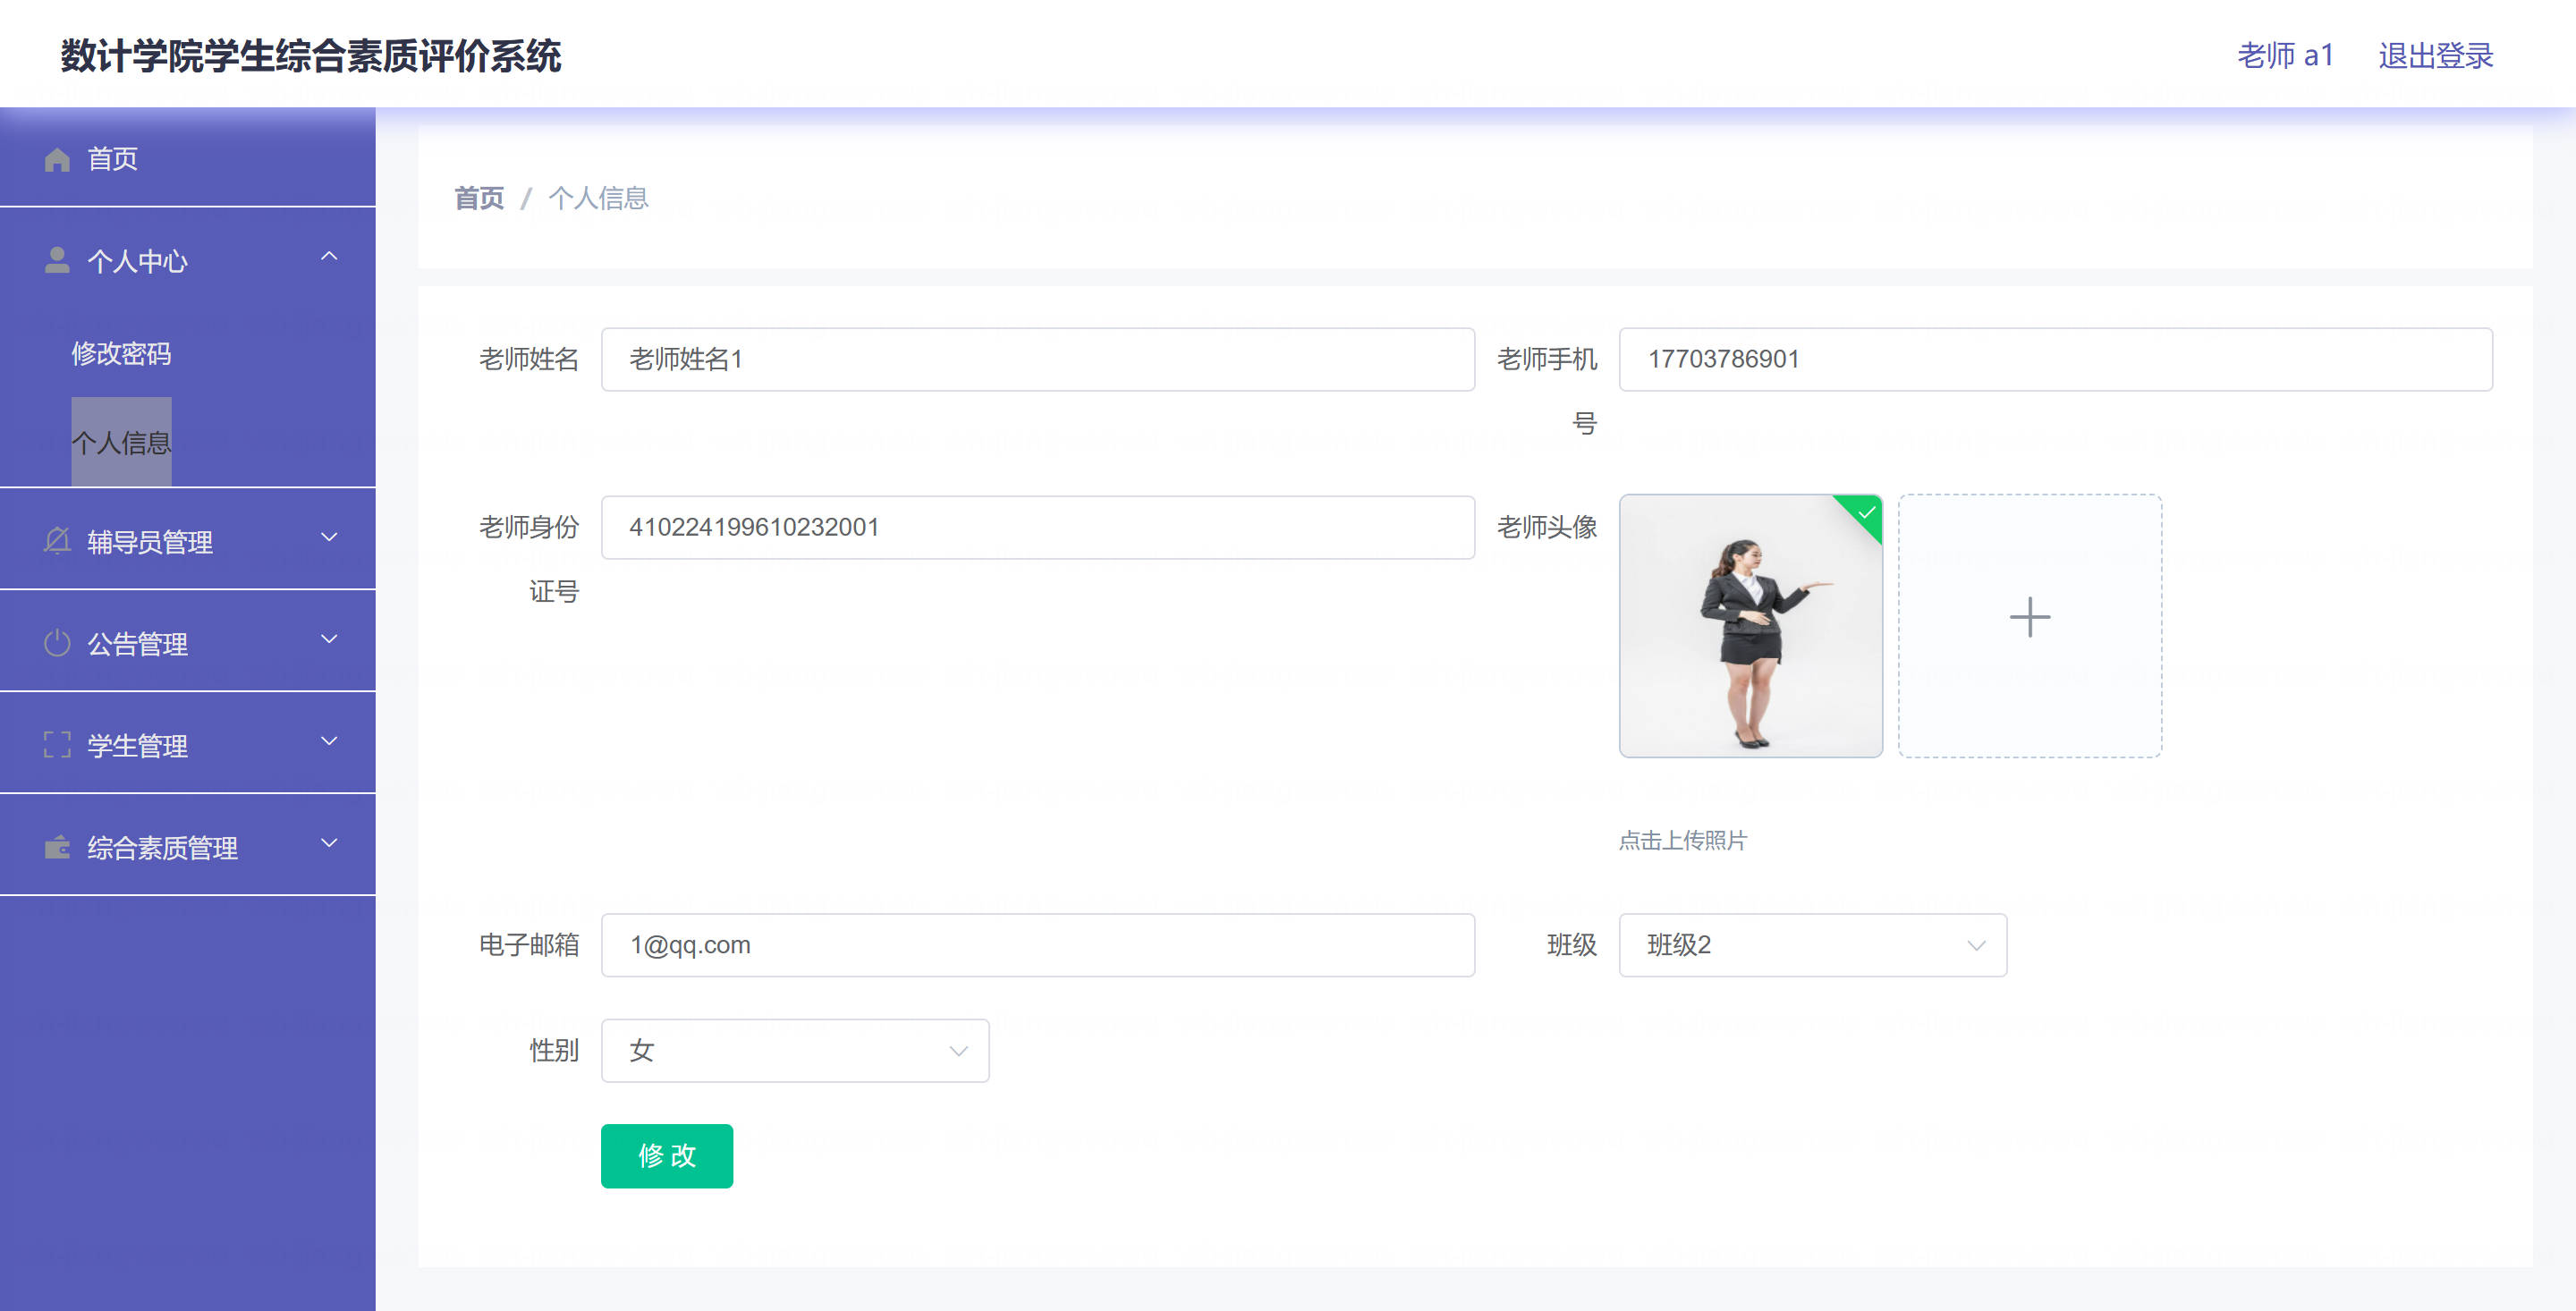 数计学院学生综合素质评价系统
老师 a1
退出登录
首页
个人中心
修改密码
个人信息
辅导员管理
公告管理
学生管理
综合素质管理
首页 / 个人信息
老师姓名
老师姓名1
老师手机
号
17703786901
老师身份
证号
410224199610232001
老师头像
点击上传照片
电子邮箱
1@qq.com
班级
班级2
性别
女
修 改